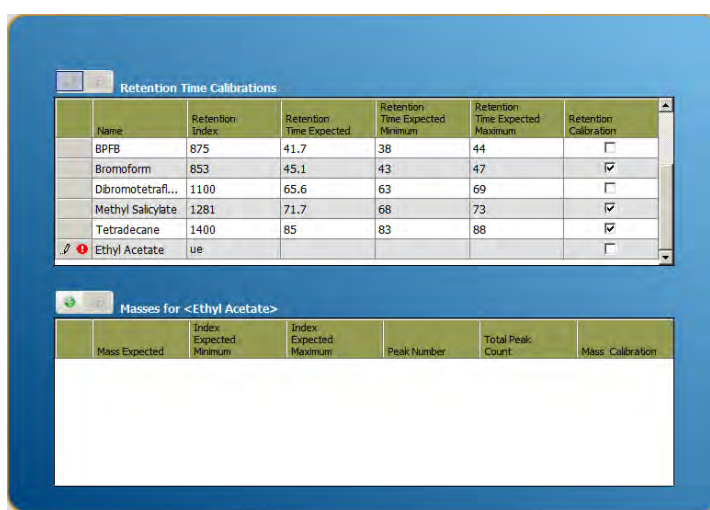 Retention Time Calibrations
Name Retention Index Retention Time Expected Retention Time Expected Minimum Retention Time Expected Maximum Retention Calibration
BPFB 875 41.7 38 44
Bromoform 853 45.1 43 47
Dibromotetrafl... 1100 65.6 63 69
Methyl Salicylate 1281 71.7 68 73
Tetradecane 1400 85 83 88
Ethyl Acetate ue
Masses for <Ethyl Acetate>
Mass Expected Index Expected Minimum Index Expected Maximum Peak Number Total Peak Count Mass Calibration